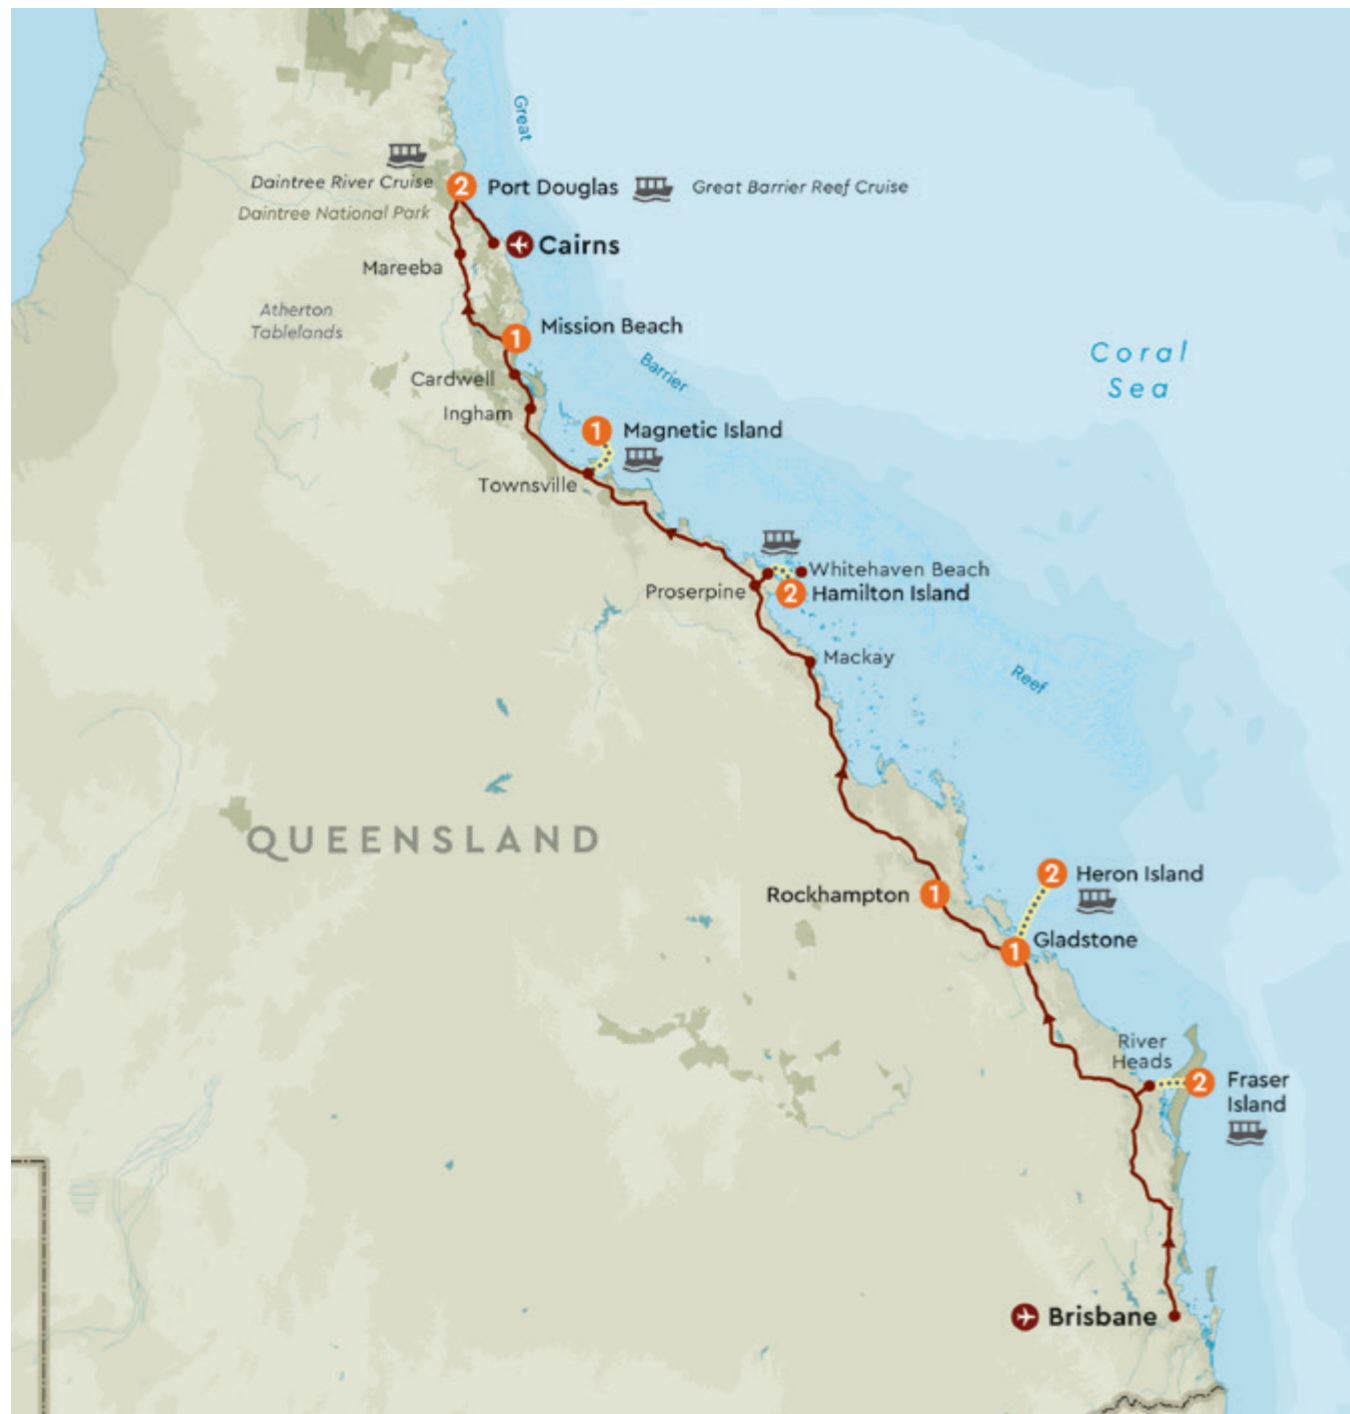 Great
Daintree River Cruise
2
Port Douglas
Great Barrier Reef Cruise
Daintree National Park
Cairns
Mareeba
Atherton
Tablelands
1
Mission Beach
Coral
Sea
Barrier
Cardwell
Ingham
1
Magnetic Island
Townsville
Whitehaven Beach
Proserpine
2
Hamilton Island
Mackay
Reef
QUEENSLAND
2
Heron Island
Rockhampton
1
Gladstone
1
River
Heads
2
Fraser
Island
Brisbane